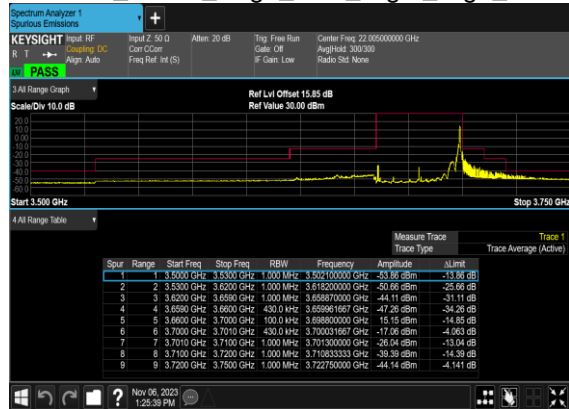 Spectrum Analyzer 1
Spurious Emissions
+
KEYSIGHT Input: RF Input Z: 50 Ω Atten: 20 dB Trig: Free Run Center Freq: 22.005000000 GHz
R T Coupling: DC Corr CCorr Gate: Off Avg|Hold: 300/300
Align: Auto Freq Ref: Int (S) IF Gain: Low Radio Std: None
PASS
3 All Range Graph
Ref Lvl Offset 15.85 dB
Scale/Div 10.0 dB Ref Value 30.00 dBm
20.0
10.0
0.00
-10.0
-20.0
-30.0
-40.0
-50.0
-60.0
Start 3.500 GHz Stop 3.750 GHz
4 All Range Table
Measure Trace Trace 1
Trace Type Trace Average (Active)
Spur Range Start Freq Stop Freq RBW Frequency Amplitude ΔLimit
1 1 3.5000 GHz 3.5300 GHz 1.000 MHz 3.502100000 GHz -53.86 dBm -13.86 dB
2 2 3.5300 GHz 3.6200 GHz 1.000 MHz 3.618200000 GHz -50.66 dBm -25.66 dB
3 3 3.6200 GHz 3.6590 GHz 1.000 MHz 3.658870000 GHz -44.11 dBm -31.11 dB
4 4 3.6590 GHz 3.6600 GHz 430.0 kHz 3.659961667 GHz -47.26 dBm -34.26 dB
5 5 3.6600 GHz 3.7000 GHz 100.0 kHz 3.698800000 GHz 15.15 dBm -14.85 dB
6 6 3.7000 GHz 3.7010 GHz 430.0 kHz 3.700031667 GHz -17.06 dBm -4.063 dB
7 7 3.7010 GHz 3.7100 GHz 1.000 MHz 3.701300000 GHz -26.04 dBm -13.04 dB
8 8 3.7100 GHz 3.7200 GHz 1.000 MHz 3.710833333 GHz -39.39 dBm -14.39 dB
9 9 3.7200 GHz 3.7500 GHz 1.000 MHz 3.722750000 GHz -44.14 dBm -4.141 dB
? Nov 06, 2023
1:25:39 PM